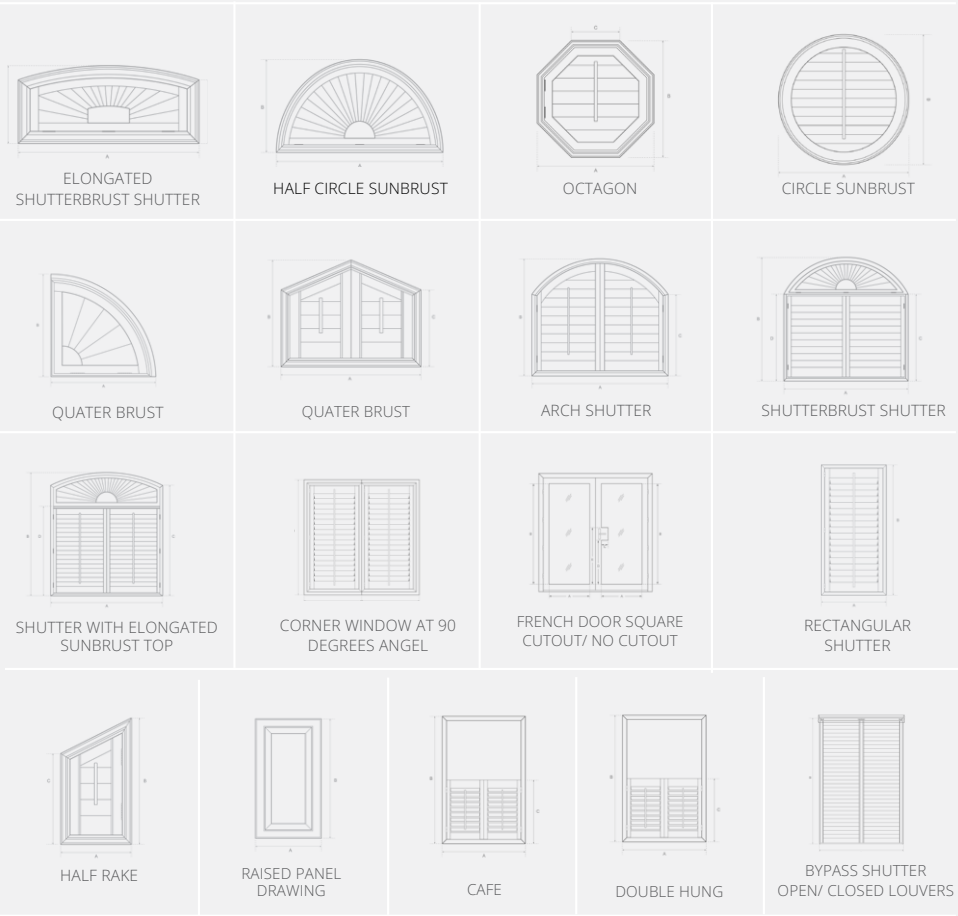 ELONGATED
SHUTTERBRUST SHUTTER
HALF CIRCLE SUNBRUST
OCTAGON
CIRCLE SUNBRUST
QUATER BRUST
QUATER BRUST
ARCH SHUTTER
SHUTTERBRUST SHUTTER
SHUTTER WITH ELONGATED
SUNBRUST TOP
CORNER WINDOW AT 90
DEGREES ANGEL
FRENCH DOOR SQUARE
CUTOUT/ NO CUTOUT
RECTANGULAR
SHUTTER
HALF RAKE
RAISED PANEL
DRAWING
CAFE
DOUBLE HUNG
BYPASS SHUTTER
OPEN/ CLOSED LOUVERS